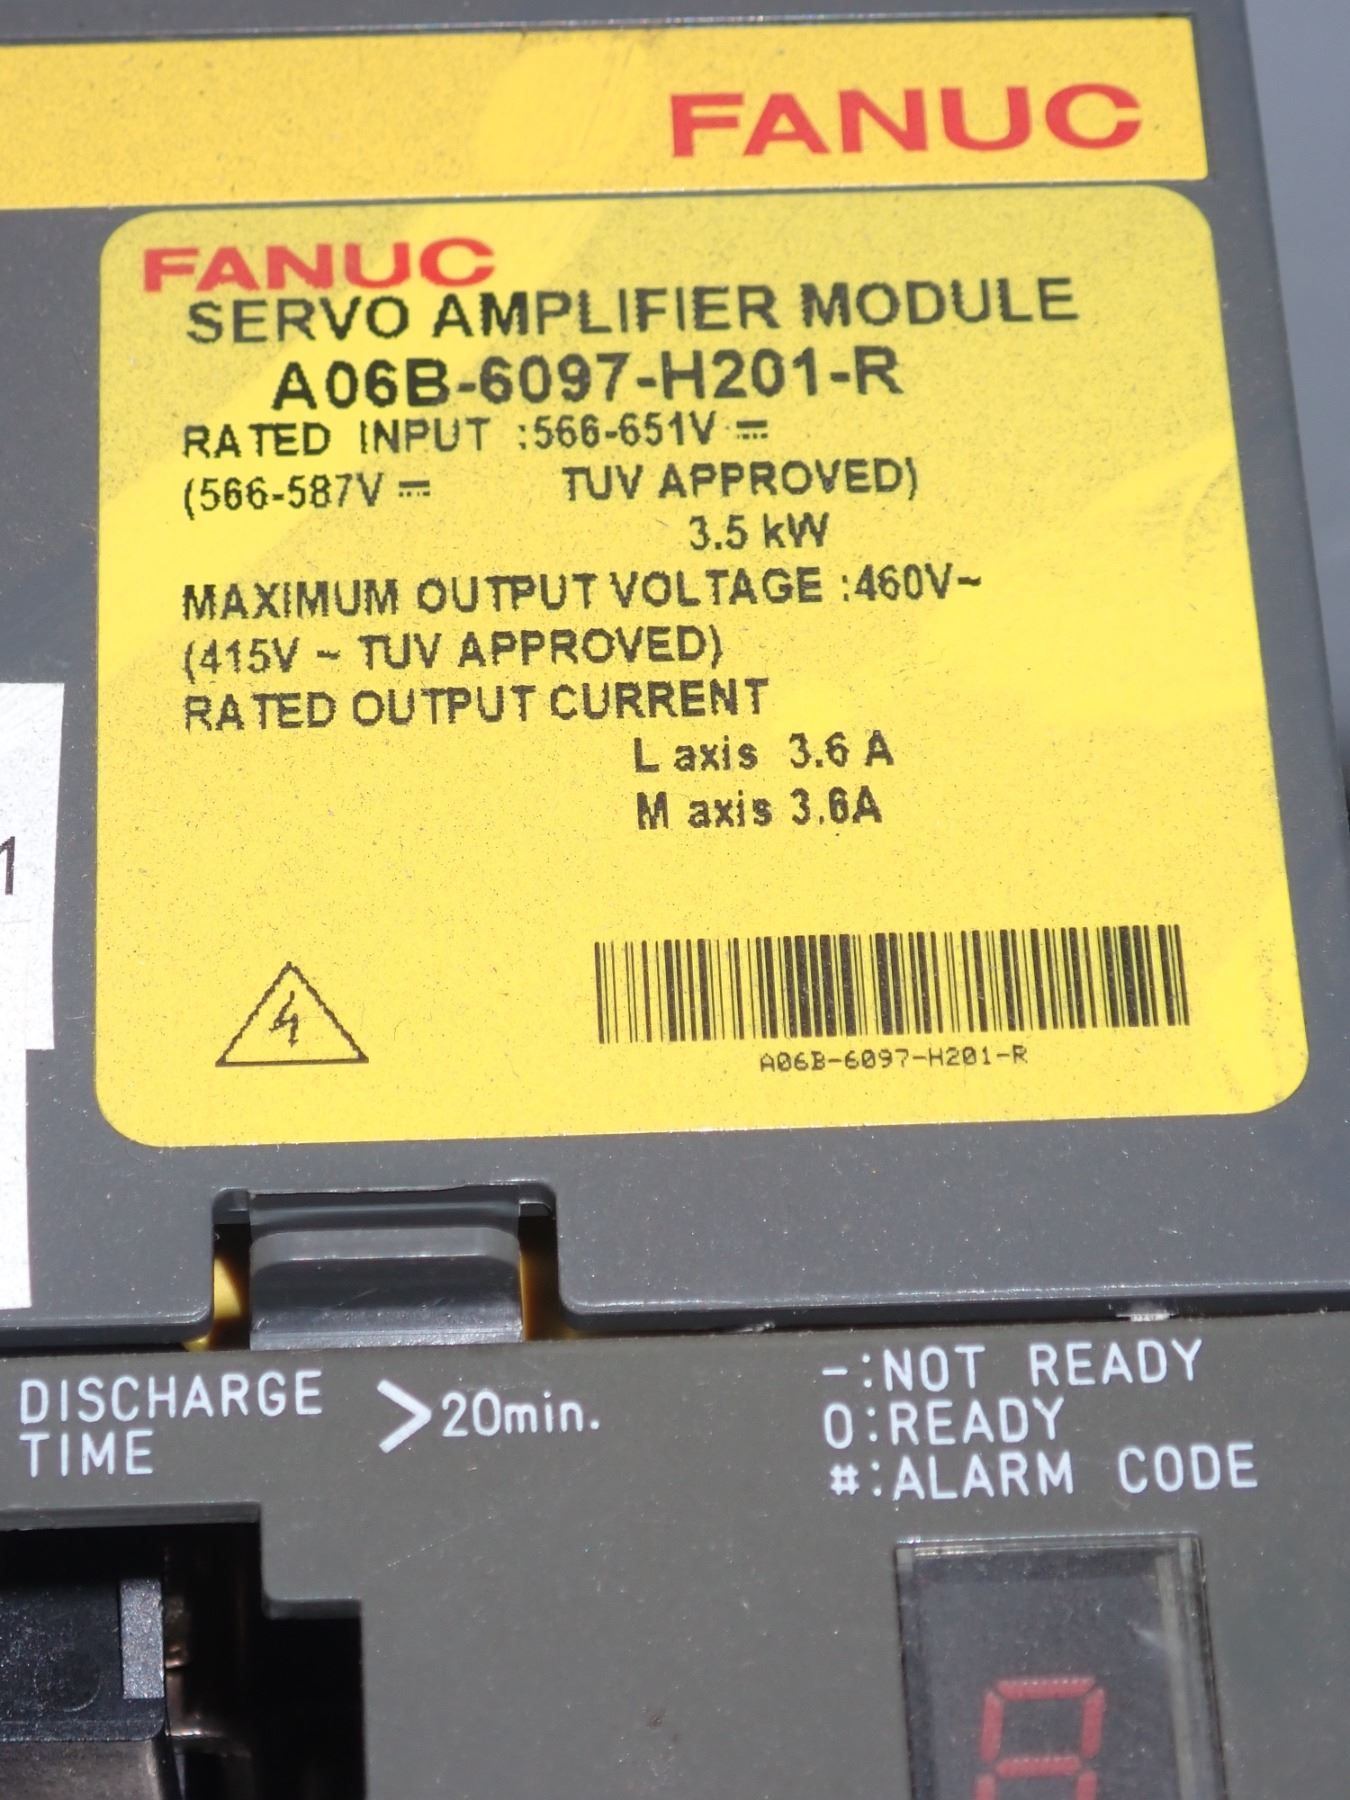 FANUC
FANUC
SERVO AMPLIFIER MODULE
A06B-6097-H201-R
RATED INPUT :566-651V ⎓
(566-587V ⎓ TUV APPROVED)
3.5 kW
MAXIMUM OUTPUT VOLTAGE :460V~
(415V ~ TUV APPROVED)
RATED OUTPUT CURRENT
L axis 3.6 A
M axis 3.6A
1
A06B-6097-H201-R
DISCHARGE
TIME
>20min.
-:NOT READY
0:READY
#:ALARM CODE